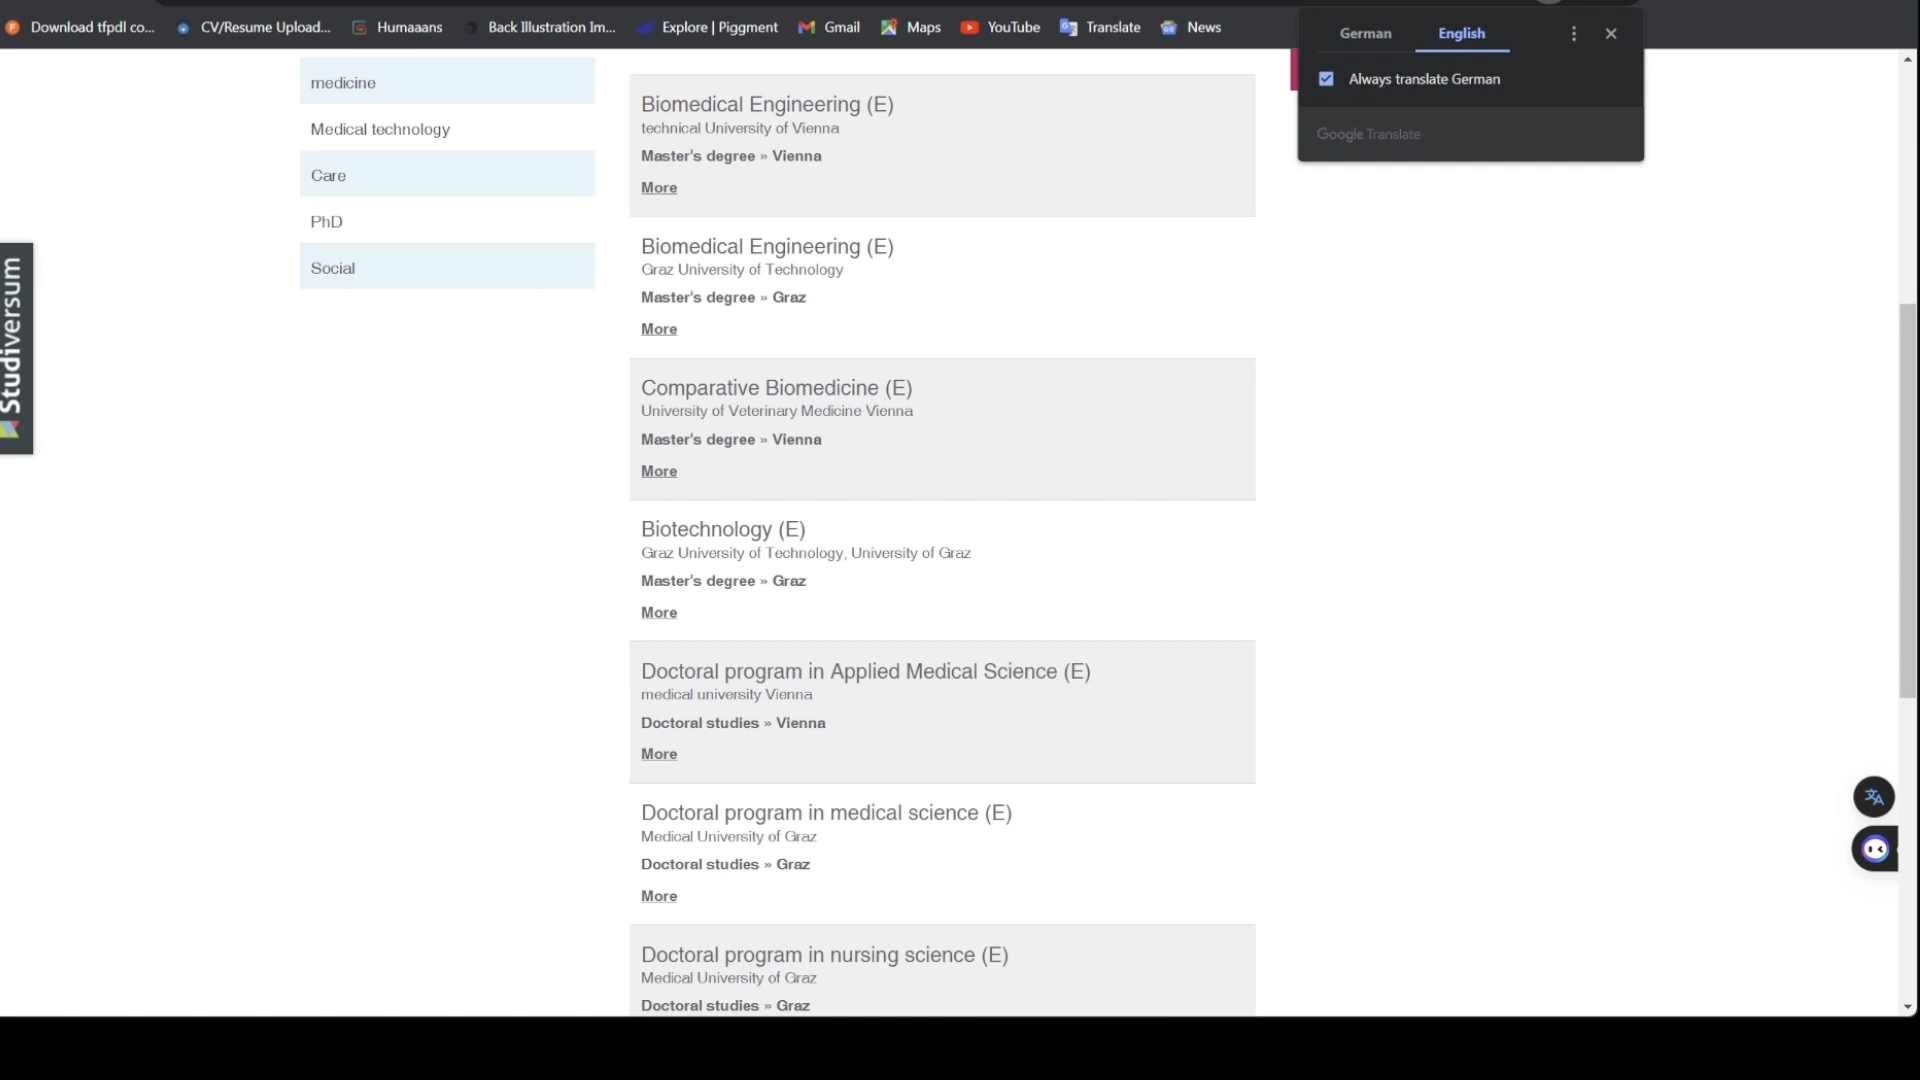 Download tfpdl co...
CV/Resume Upload...
Humaaans
Back Illustration Im...
Explore | Piggment
Gmail
Maps
YouTube
Translate
News
German
English
Always translate German
Google Translate
medicine
Medical technology
Care
PhD
Social
Studiversum
Biomedical Engineering (E)
technical University of Vienna
Master's degree » Vienna
More
Biomedical Engineering (E)
Graz University of Technology
Master's degree » Graz
More
Comparative Biomedicine (E)
University of Veterinary Medicine Vienna
Master's degree » Vienna
More
Biotechnology (E)
Graz University of Technology, University of Graz
Master's degree » Graz
More
Doctoral program in Applied Medical Science (E)
medical university Vienna
Doctoral studies » Vienna
More
Doctoral program in medical science (E)
Medical University of Graz
Doctoral studies » Graz
More
Doctoral program in nursing science (E)
Medical University of Graz
Doctoral studies » Graz